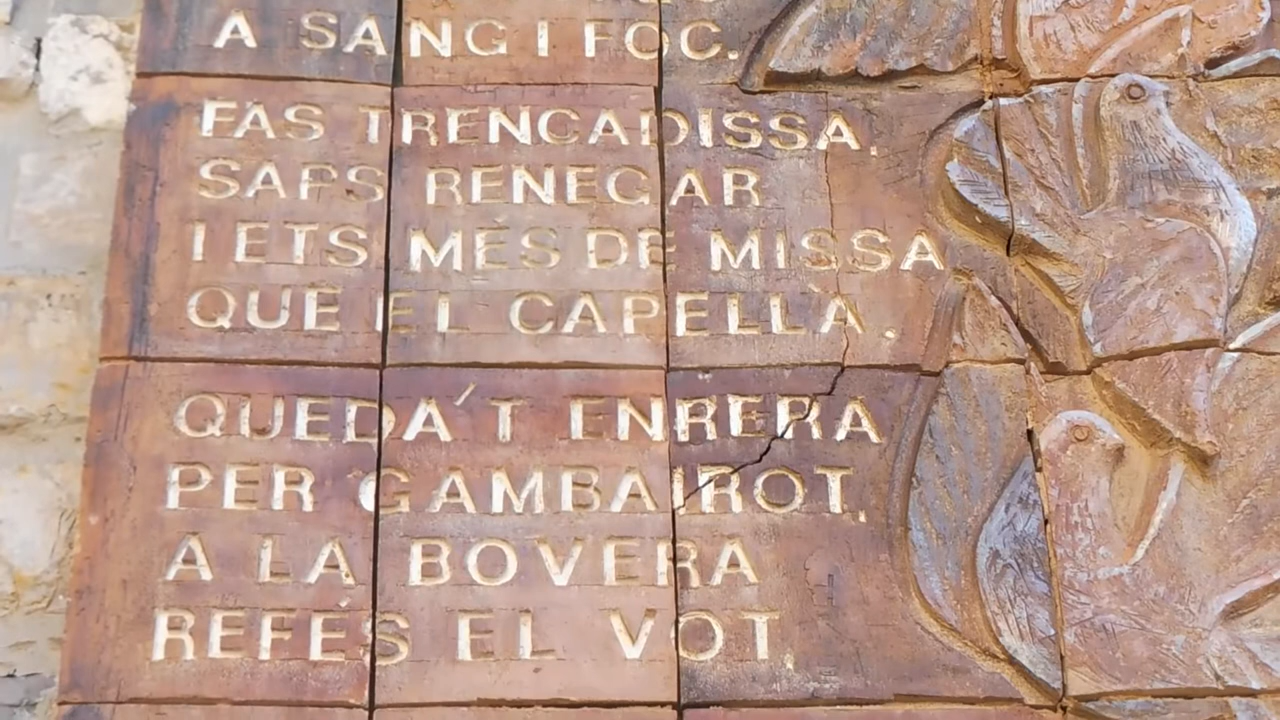 A SANG I FOC.
FAS TRENCADISSA,
SAPS RENEGAR
I ETS MÉS DE MISSA
QUE EL CAPELLÀ.
QUEDA'T ENRERA
PER GAMBAIROT,
A LA BOVERA
REFES EL VOT,